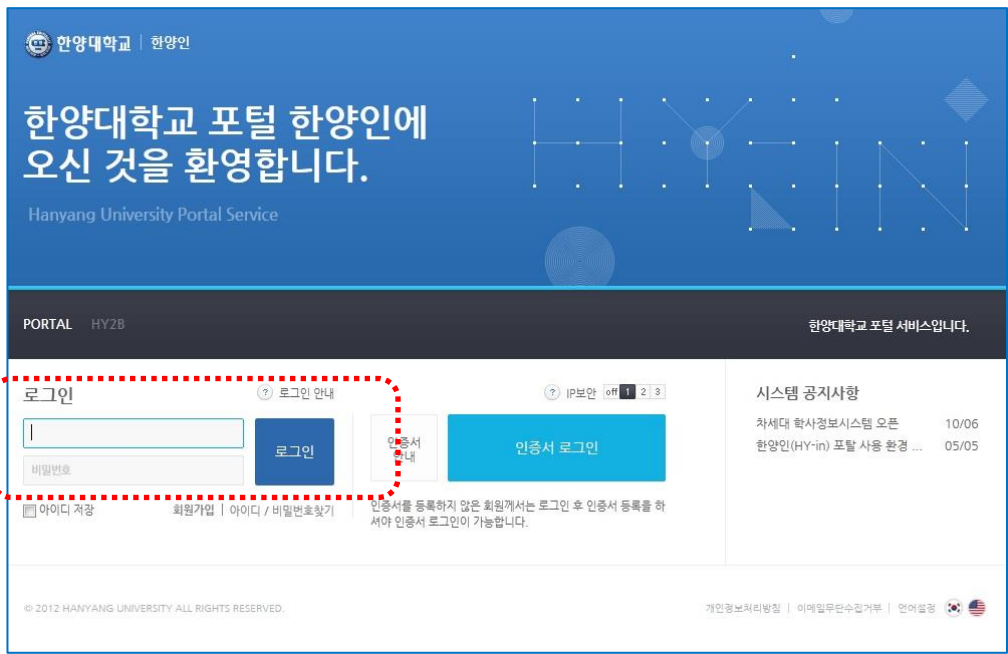 한양대학교 | 한양인
한양대학교 포털 한양인에
오신 것을 환영합니다.
Hanyang University Portal Service
PORTAL HY2B
한양대학교 포털 서비스입니다.
로그인
? 로그인 안내
로그인
비밀번호
아이디 저장
회원가입 | 아이디 / 비밀번호찾기
? IP보안 off 1 2 3
인증서
안내
인증서 로그인
인증서를 등록하지 않은 회원께서는 로그인 후 인증서 등록을 하
셔야 인증서 로그인이 가능합니다.
시스템 공지사항
차세대 학사정보시스템 오픈 10/06
한양인(HY-in) 포탈 사용 환경 ... 05/05
© 2012 HANYANG UNIVERSITY ALL RIGHTS RESERVED.
개인정보처리방침 | 이메일무단수집거부 | 언어설정